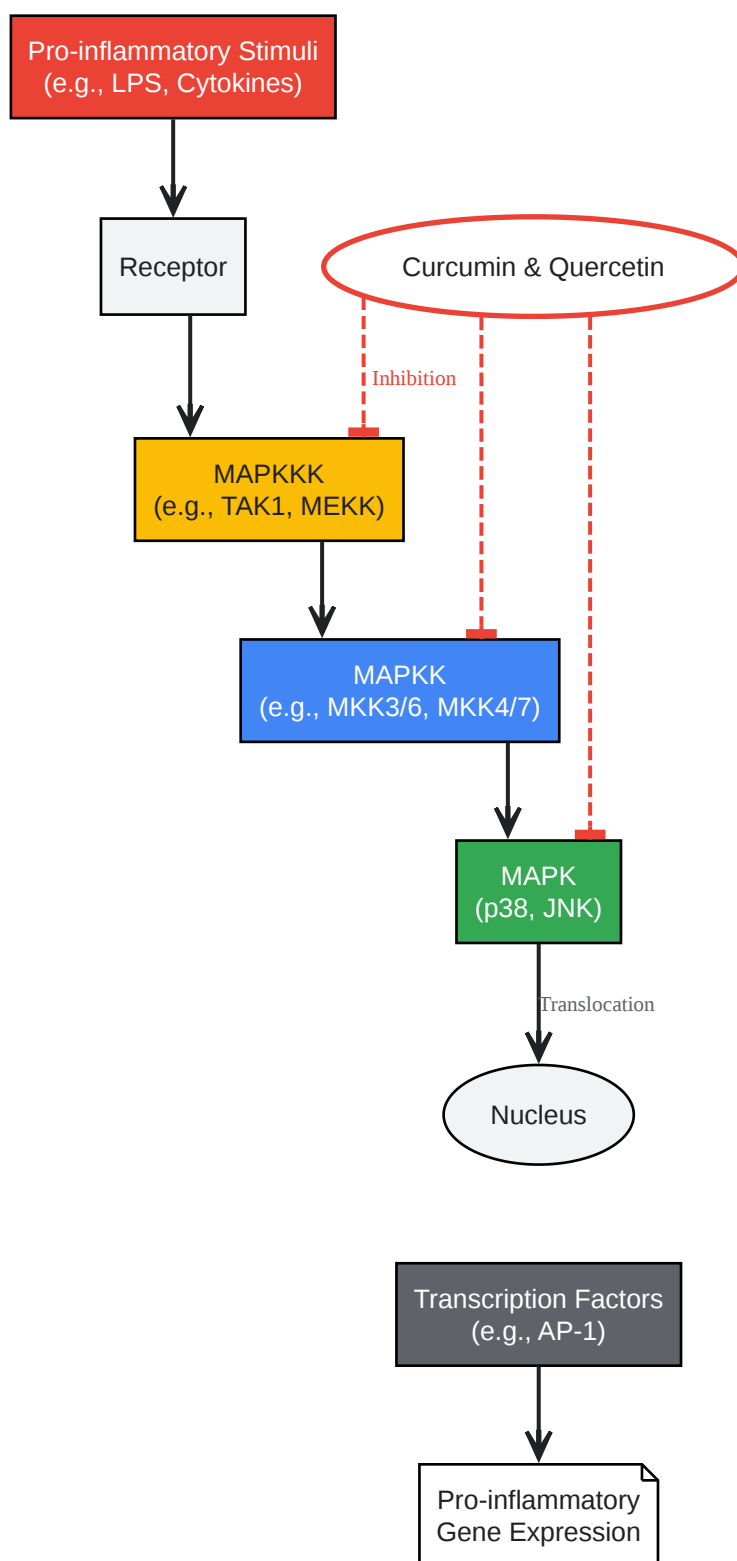 Pro-inflammatory Stimuli
(e.g., LPS, Cytokines)
Receptor
Curcumin & Quercetin
Inhibition
MAPKKK
(e.g., TAK1, MEKK)
MAPKK
(e.g., MKK3/6, MKK4/7)
MAPK
(p38, JNK)
Translocation
Nucleus
Transcription Factors
(e.g., AP-1)
Pro-inflammatory
Gene Expression